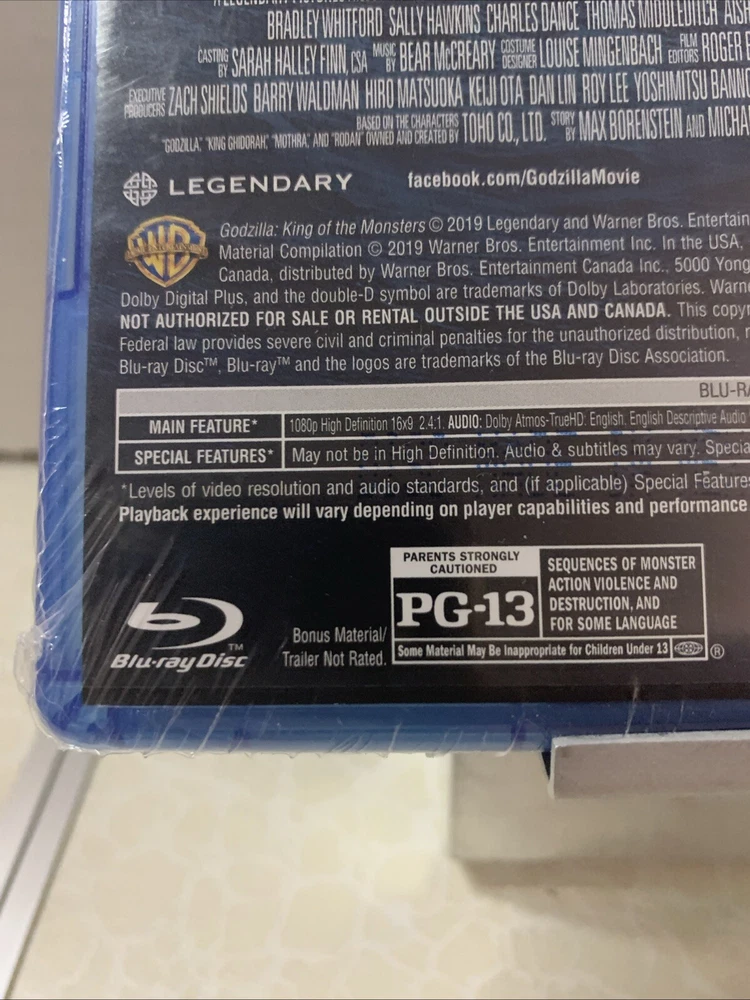 BRADLEY WHITFORD SALLY HAWKINS CHARLES DANCE THOMAS MIDDLEDITCH
CASTING BY SARAH HALLEY FINN, CSA MUSIC BY BEAR McCREARY COSTUME DESIGNER LOUISE MINGENBACH FILM EDITORS ROGER
EXECUTIVE PRODUCERS ZACH SHIELDS BARRY WALDMAN HIRO MATSUOKA KEIJI OTA DAN LIN ROY LEE YOSHIMITSU BANN
BASED ON THE CHARACTERS "GODZILLA," "KING GHIDORAH," "MOTHRA," AND "RODAN" OWNED AND CREATED BY TOHO CO., LTD. STORY BY MAX BORENSTEIN AND MICHA
LEGENDARY facebook.com/GodzillaMovie
WB
Godzilla: King of the Monsters © 2019 Legendary and Warner Bros. Entertain
Material Compilation © 2019 Warner Bros. Entertainment Inc. In the USA,
Canada, distributed by Warner Bros. Entertainment Canada Inc., 5000 Yong
Dolby Digital Plus, and the double-D symbol are trademarks of Dolby Laboratories. Warn
NOT AUTHORIZED FOR SALE OR RENTAL OUTSIDE THE USA AND CANADA. This copyr
Federal law provides severe civil and criminal penalties for the unauthorized distribution,
Blu-ray Disc™, Blu-ray™ and the logos are trademarks of the Blu-ray Disc Association.
BLU-RA
MAIN FEATURE* 1080p High Definition 16x9 2.4:1. AUDIO: Dolby Atmos-TrueHD: English, English Descriptive Audio
SPECIAL FEATURES* May not be in High Definition. Audio & subtitles may vary. Specia
*Levels of video resolution and audio standards, and (if applicable) Special Features
Playback experience will vary depending on player capabilities and performance
Blu-ray Disc™
Bonus Material/
Trailer Not Rated.
PARENTS STRONGLY
CAUTIONED
PG-13
SEQUENCES OF MONSTER
ACTION VIOLENCE AND
DESTRUCTION, AND
FOR SOME LANGUAGE
Some Material May Be Inappropriate for Children Under 13 ®